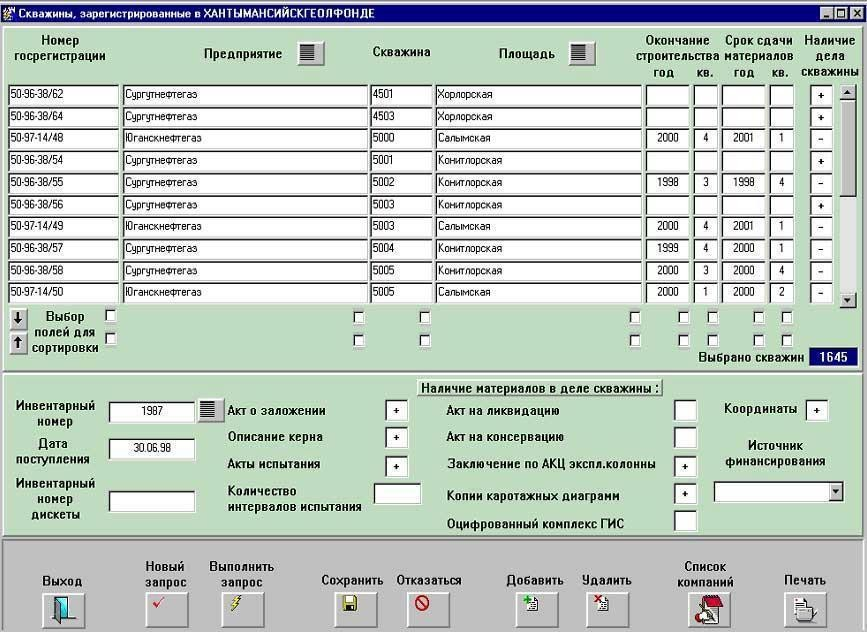 Скважины, зарегистрированные в ХАНТЫМАНСИЙСКГЕОЛФОНДЕ
Номер госрегистрации Предприятие Скважина Площадь Окончание строительства год кв. Срок сдачи материалов год кв. Наличие дела скважины
50-96-38/62 Сургутнефтегаз 4501 Хорлорская +
50-96-38/64 Сургутнефтегаз 4503 Хорлорская +
50-97-14/48 Юганскнефтегаз 5000 Салымская 2000 4 2001 1 -
50-96-38/54 Сургутнефтегаз 5001 Конитлорская +
50-96-38/55 Сургутнефтегаз 5002 Конитлорская 1998 3 1998 4 -
50-96-38/56 Сургутнефтегаз 5003 Конитлорская +
50-97-14/49 Юганскнефтегаз 5003 Салымская 2000 4 2001 1 -
50-96-38/57 Сургутнефтегаз 5004 Конитлорская 1999 4 2000 1 -
50-96-38/58 Сургутнефтегаз 5005 Конитлорская 2000 3 2000 4 -
50-97-14/50 Юганскнефтегаз 5005 Салымская 2000 1 2000 2 -
Выбор
полей для
сортировки
Выбрано скважин 1645
Наличие материалов в деле скважины :
Инвентарный
номер
1987
Дата
поступления
30.06.98
Инвентарный
номер
дискеты
Акт о заложении +
Описание керна +
Акты испытания +
Количество
интервалов испытания
Акт на ликвидацию
Акт на консервацию
Заключение по АКЦ экспл.колонны +
Копии каротажных диаграмм +
Оцифрованный комплекс ГИС
Координаты +
Источник
финансирования
Выход
Новый
запрос
Выполнить
запрос
Сохранить
Отказаться
Добавить
Удалить
Список
компаний
Печать